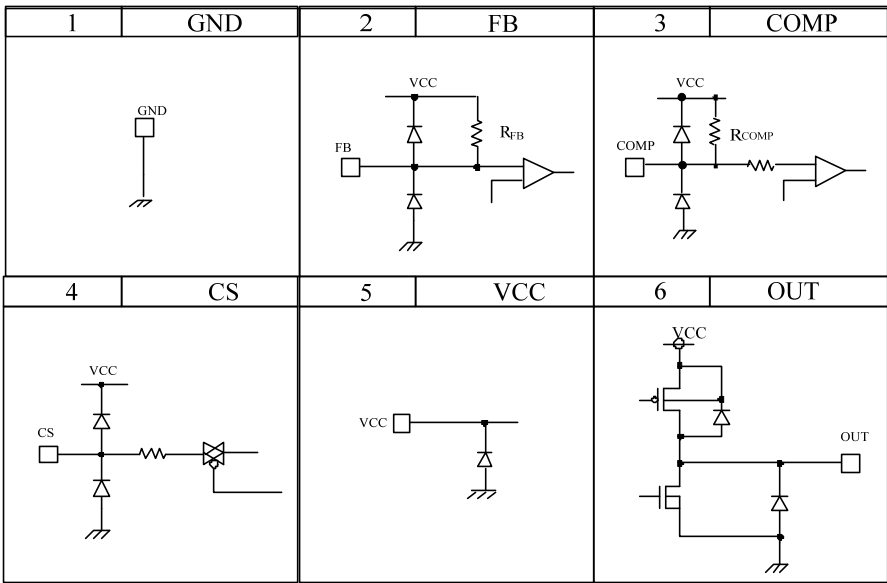 1 GND 2 FB 3 COMP
GND
VCC
FB
RFB
VCC
COMP
RCOMP
4 CS 5 VCC 6 OUT
VCC
CS
VCC
VCC
OUT